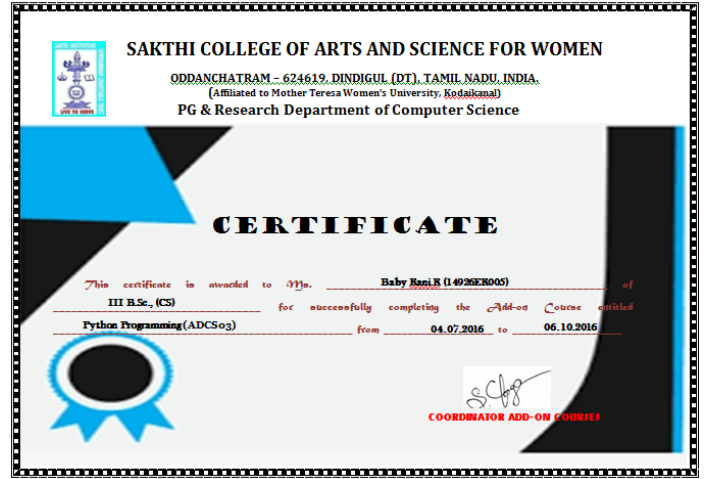 SAKTHI COLLEGE OF ARTS AND SCIENCE FOR WOMEN
ODDANCHATRAM – 624619. DINDIGUL (DT). TAMIL NADU. INDIA.
(Affiliated to Mother Teresa Women's University, Kodaikanal)
PG & Research Department of Computer Science
CERTIFICATE
This certificate is awarded to Ms. Baby Rani.R (14926ER005) of
III B.Sc., (CS) for successfully completing the Add-on Course entitled
Python Programming (ADCS03) from 04.07.2016 to 06.10.2016
COORDINATOR ADD-ON COURSES
LIVE TO SERVE